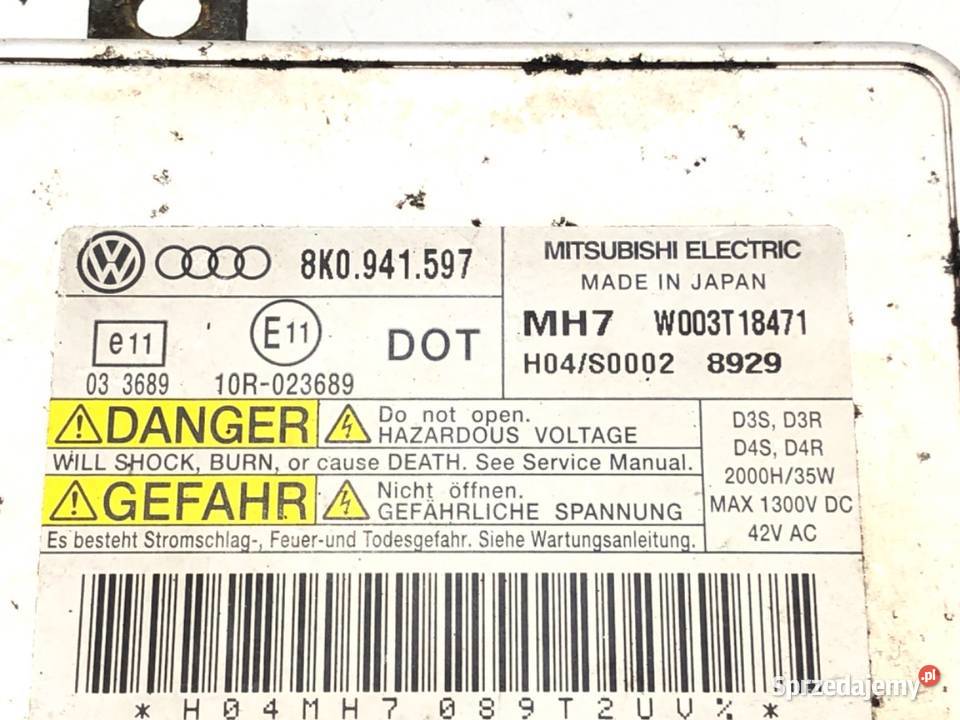 8K0.941.597
MITSUBISHI ELECTRIC
MADE IN JAPAN
e11
E11
DOT
MH7 W003T18471
H04/S0002 8929
03 3689 10R-023689
DANGER
Do not open.
HAZARDOUS VOLTAGE
WILL SHOCK, BURN, or cause DEATH. See Service Manual.
GEFAHR
Nicht öffnen.
GEFÄHRLICHE SPANNUNG
Es besteht Stromschlag-, Feuer-und Todesgefahr. Siehe Wartungsanleitung.
D3S, D3R
D4S, D4R
2000H/35W
MAX 1300V DC
42V AC
*H04MH7089T2UV%*
Sprzedajemy.pl